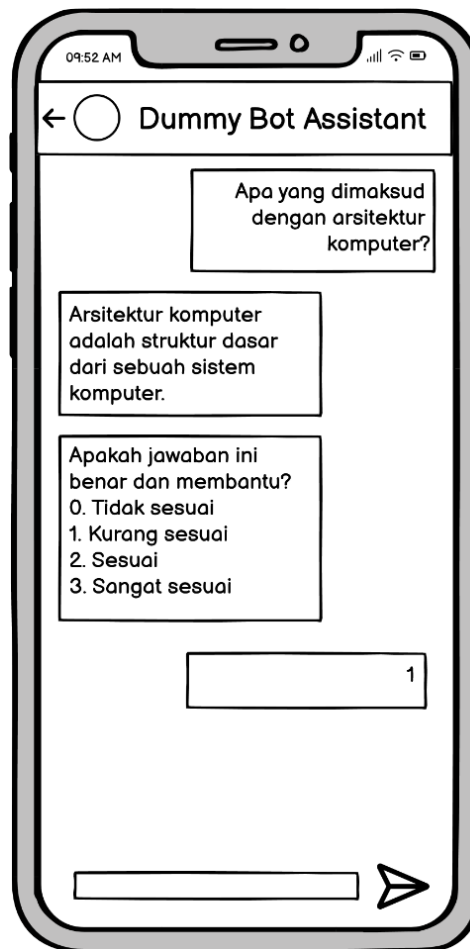 09:52 AM
Dummy Bot Assistant
Apa yang dimaksud
dengan arsitektur
komputer?
Arsitektur komputer
adalah struktur dasar
dari sebuah sistem
komputer.
Apakah jawaban ini
benar dan membantu?
0. Tidak sesuai
1. Kurang sesuai
2. Sesuai
3. Sangat sesuai
1